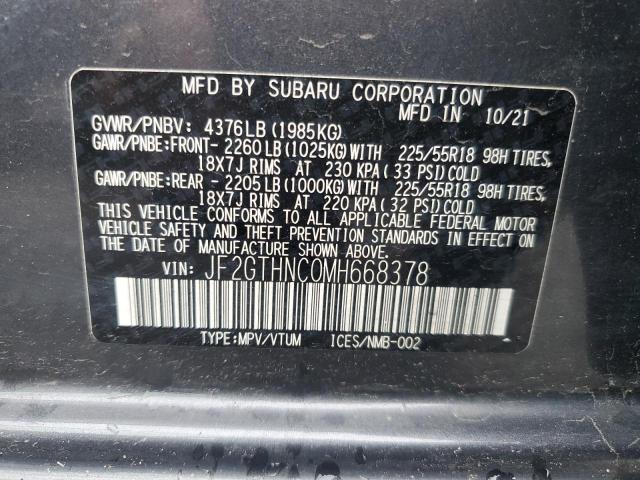 MFD BY SUBARU CORPORATION
MFD IN 10/21
GVWR/PNBV: 4376LB(1985KG)
GAWR/PNBE:FRONT- 2260LB(1025KG)WITH 225/55R18 98H TIRES,
18X7J RIMS AT 230 KPA( 33 PSI)COLD
GAWR/PNBE:REAR - 2205LB(1000KG)WITH 225/55R18 98H TIRES,
18X7J RIMS AT 220 KPA( 32 PSI)COLD
THIS VEHICLE CONFORMS TO ALL APPLICABLE FEDERAL MOTOR
VEHICLE SAFETY AND THEFT PREVENTION STANDARDS IN EFFECT ON
THE DATE OF MANUFACTURE SHOWN ABOVE.
VIN: JF2GTHNC0MH668378
TYPE:MPV/VTUM ICES/NMB-002